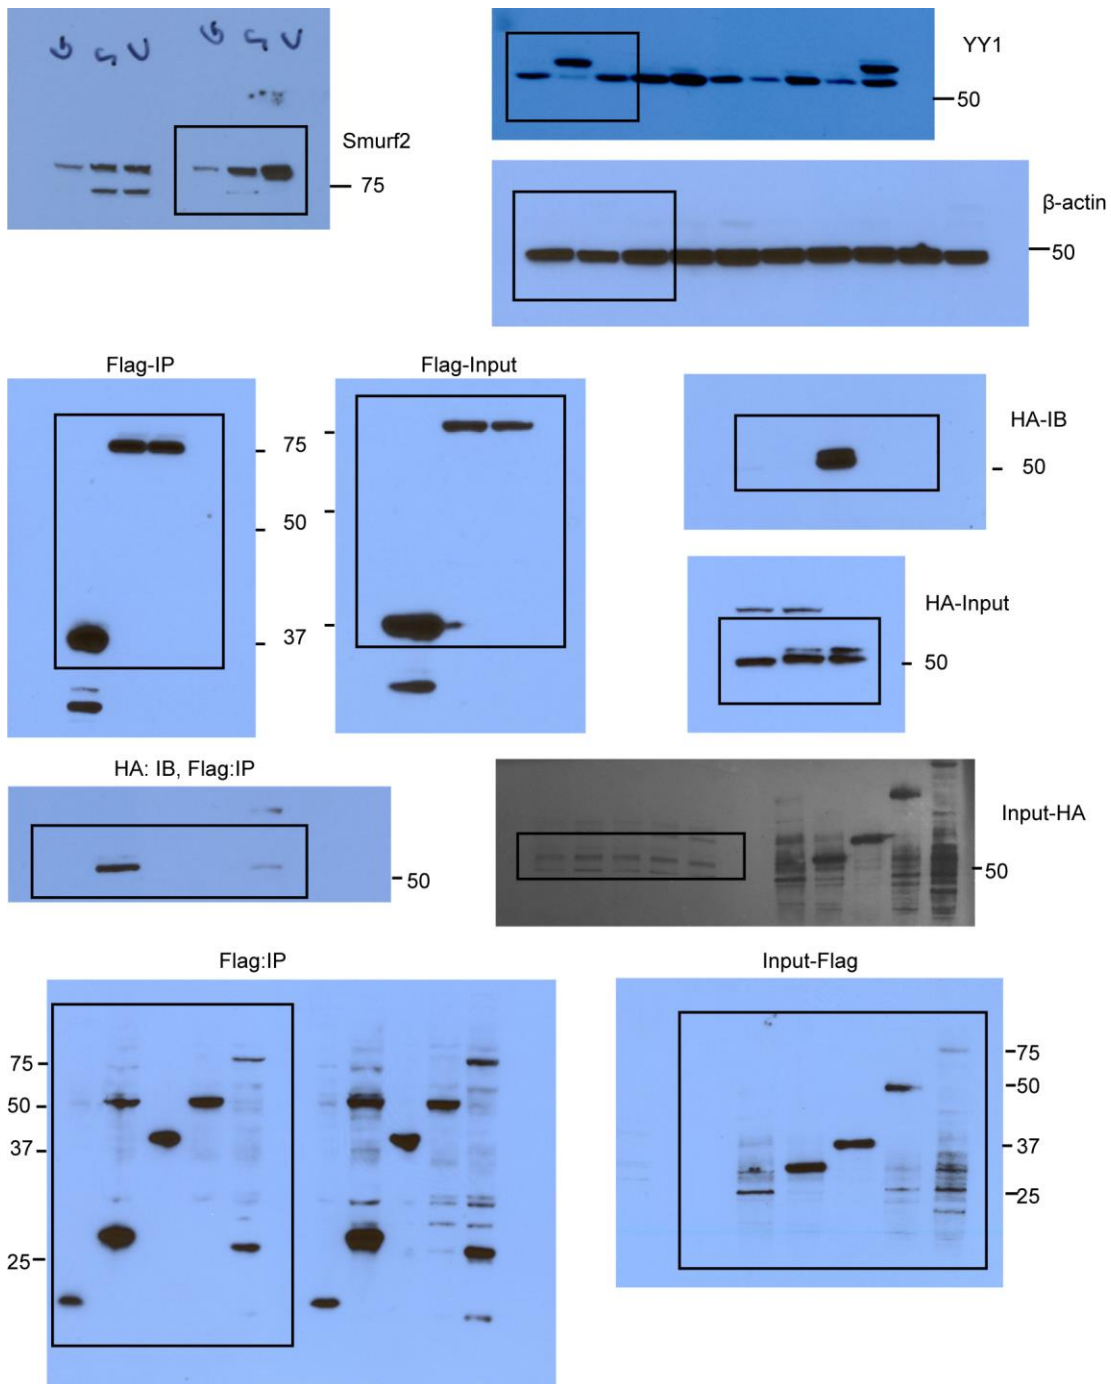 G S V G S V
Smurf2
75
YY1
50
β-actin
50
Flag-IP
75
50
37
Flag-Input
HA-IB
50
HA-Input
50
HA: IB, Flag:IP
50
Input-HA
50
Flag:IP
75
50
37
25
Input-Flag
75
50
37
25